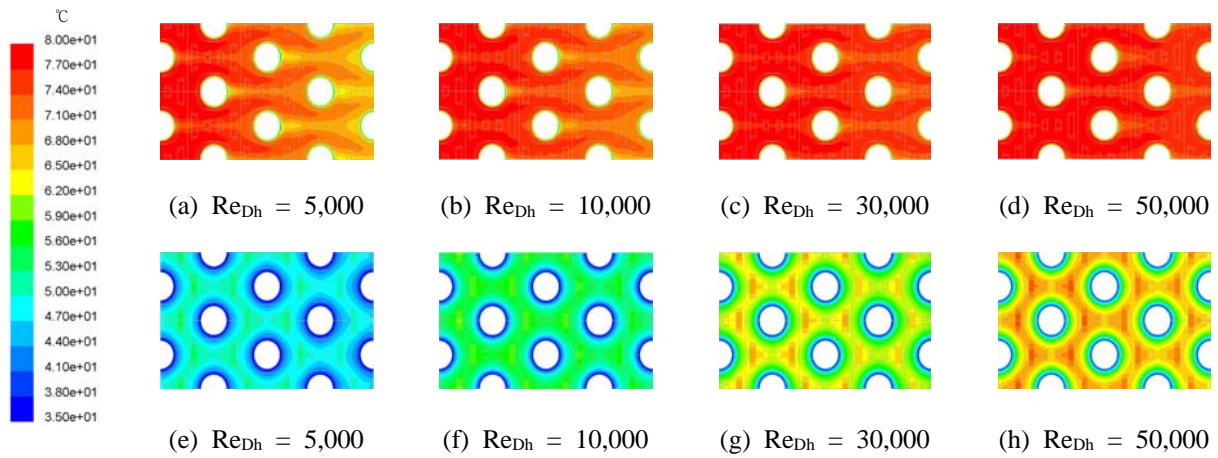 ℃
8.00e+01
7.70e+01
7.40e+01
7.10e+01
6.80e+01
6.50e+01
6.20e+01
5.90e+01
5.60e+01
5.30e+01
5.00e+01
4.70e+01
4.40e+01
4.10e+01
3.80e+01
3.50e+01
(a) ReDh = 5,000
(b) ReDh = 10,000
(c) ReDh = 30,000
(d) ReDh = 50,000
(e) ReDh = 5,000
(f) ReDh = 10,000
(g) ReDh = 30,000
(h) ReDh = 50,000